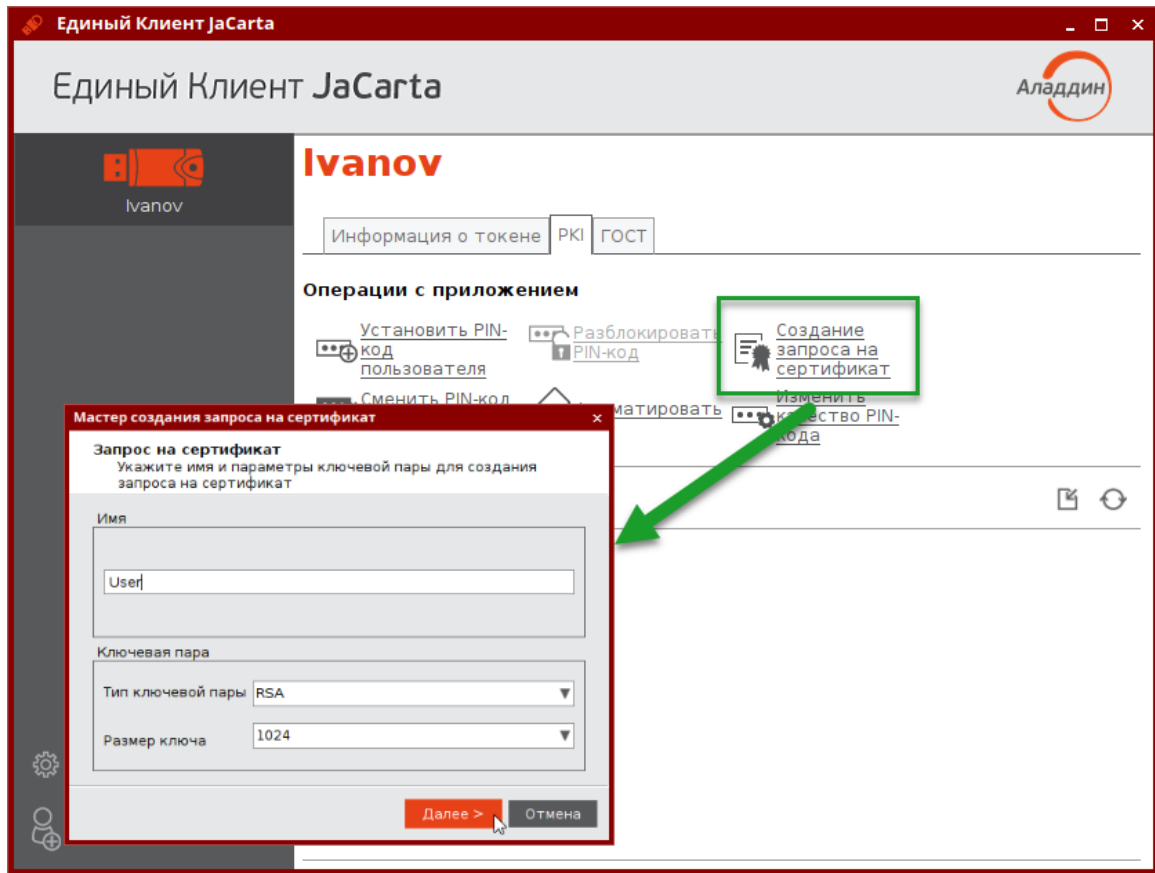 Единый Клиент JaCarta
Единый Клиент JaCarta
Аладдин
Ivanov
Ivanov
Информация о токене
PKI
ГОСТ
Операции с приложением
Установить PIN-
код
пользователя
Разблокировать
PIN-код
Создание
запроса на
сертификат
Сменить PIN-код
матировать
Изменить
качество PIN-
кода
Мастер создания запроса на сертификат
Запрос на сертификат
Укажите имя и параметры ключевой пары для создания
запроса на сертификат
Имя
User
Ключевая пара
Тип ключевой пары
RSA
Размер ключа
1024
Далее >
Отмена